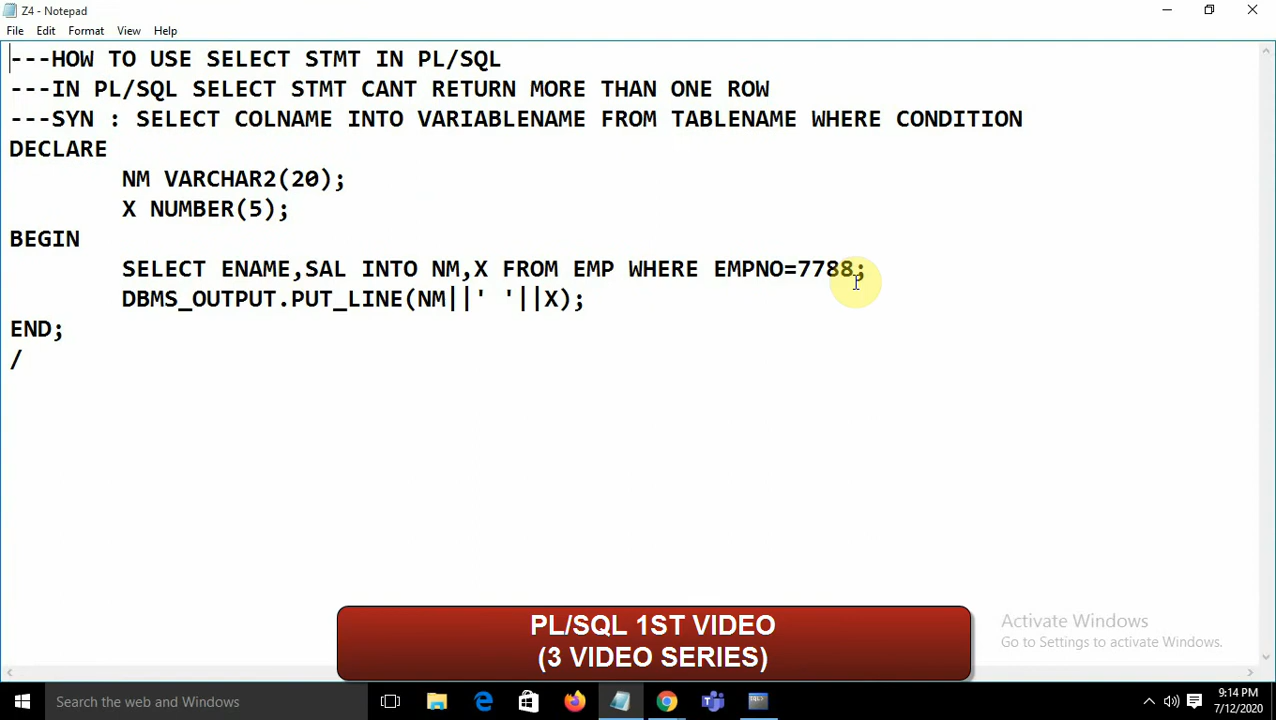 Z4 - Notepad
File Edit Format View Help
---HOW TO USE SELECT STMT IN PL/SQL
---IN PL/SQL SELECT STMT CANT RETURN MORE THAN ONE ROW
---SYN : SELECT COLNAME INTO VARIABLENAME FROM TABLENAME WHERE CONDITION
DECLARE
NM VARCHAR2(20);
X NUMBER(5);
BEGIN
SELECT ENAME,SAL INTO NM,X FROM EMP WHERE EMPNO=7788;
DBMS_OUTPUT.PUT_LINE(NM||' '||X);
END;
/
PL/SQL 1ST VIDEO
(3 VIDEO SERIES)
Activate Windows
Go to Settings to activate Windows.
Search the web and Windows
9:14 PM
7/12/2020